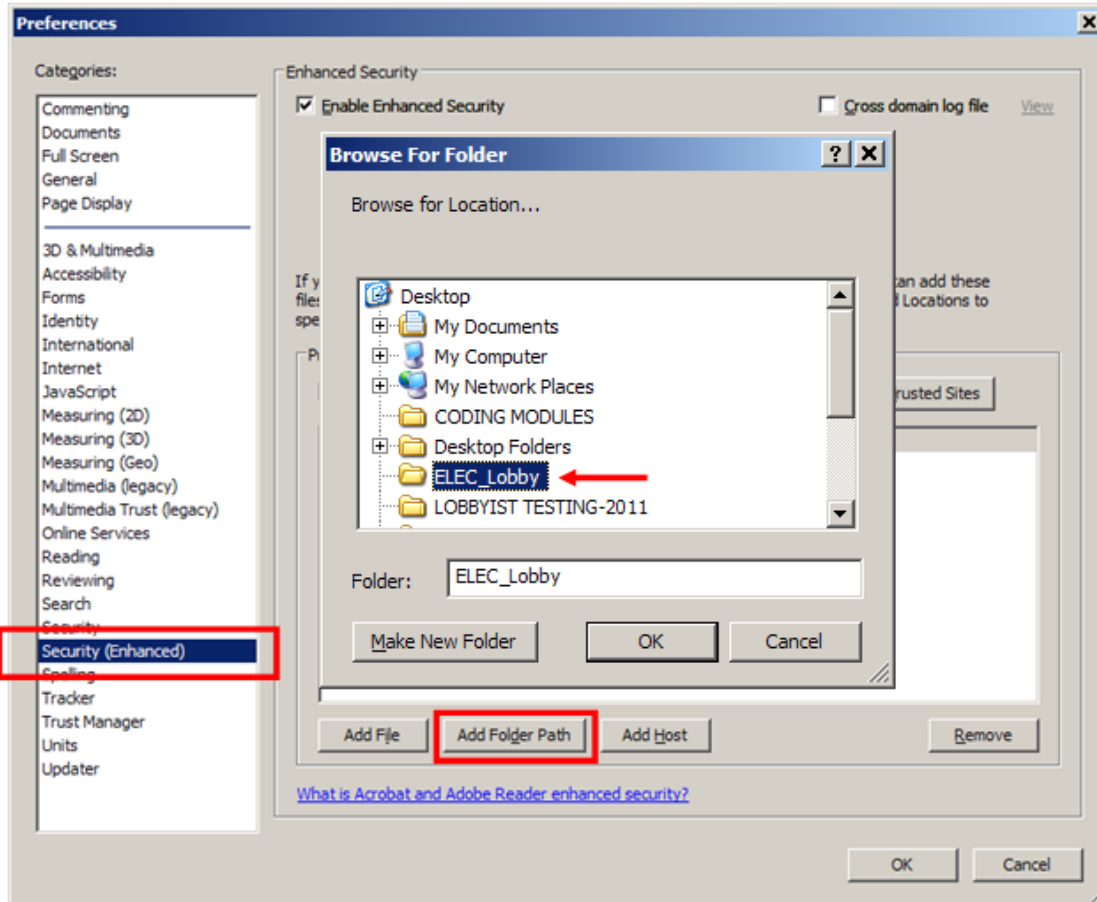 Preferences
Categories:
Commenting
Documents
Full Screen
General
Page Display
3D & Multimedia
Accessibility
Forms
Identity
International
Internet
JavaScript
Measuring (2D)
Measuring (3D)
Measuring (Geo)
Multimedia (legacy)
Multimedia Trust (legacy)
Online Services
Reading
Reviewing
Search
Security
Security (Enhanced)
Spelling
Tracker
Trust Manager
Units
Updater
Enhanced Security
Enable Enhanced Security
Cross domain log file
View
Browse For Folder
Browse for Location...
Desktop
My Documents
My Computer
My Network Places
CODING MODULES
Desktop Folders
ELEC_Lobby
LOBBYIST TESTING-2011
Folder:
ELEC_Lobby
Make New Folder
OK
Cancel
If
can add these
Locations to
Sites
Add File
Add Folder Path
Add Host
Remove
What is Acrobat and Adobe Reader enhanced security?
OK
Cancel